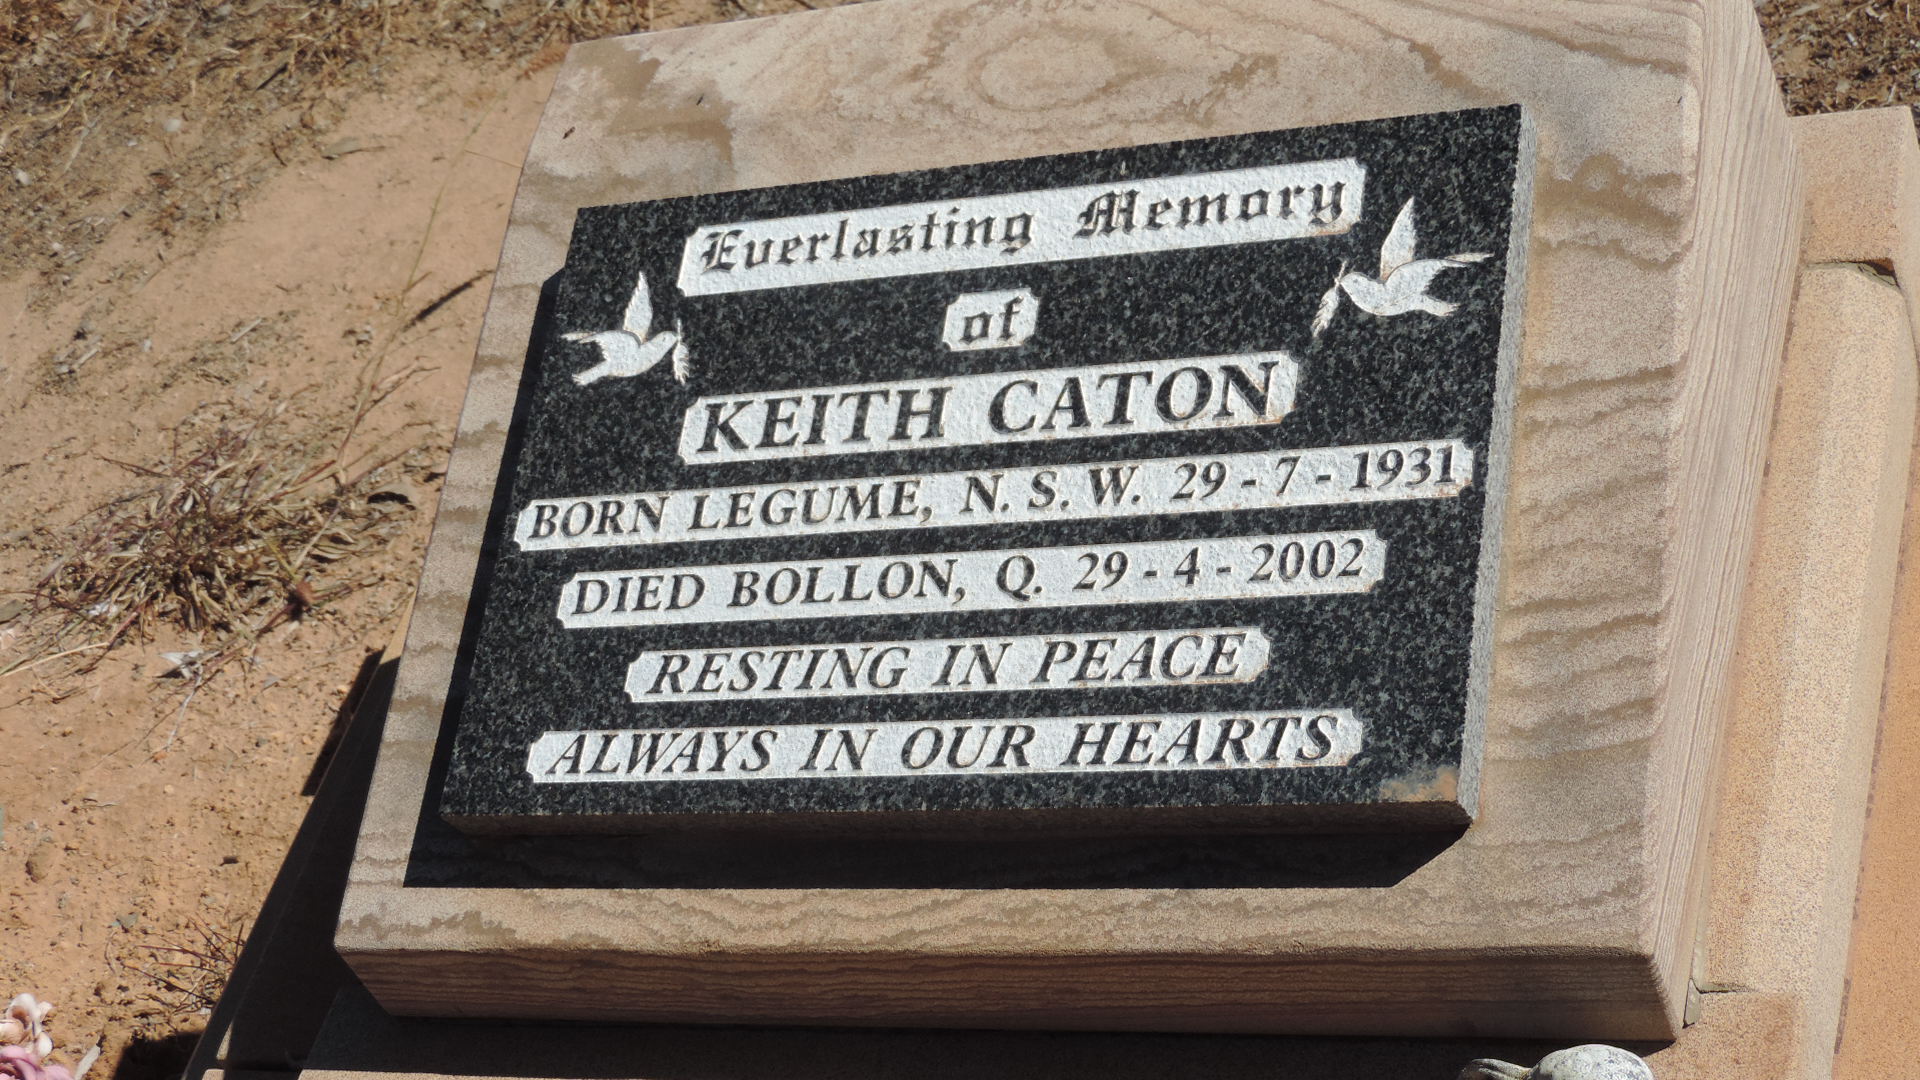 Everlasting Memory
of
KEITH CATON
BORN LEGUME, N. S. W. 29 - 7 - 1931
DIED BOLLON, Q. 29 - 4 - 2002
RESTING IN PEACE
ALWAYS IN OUR HEARTS